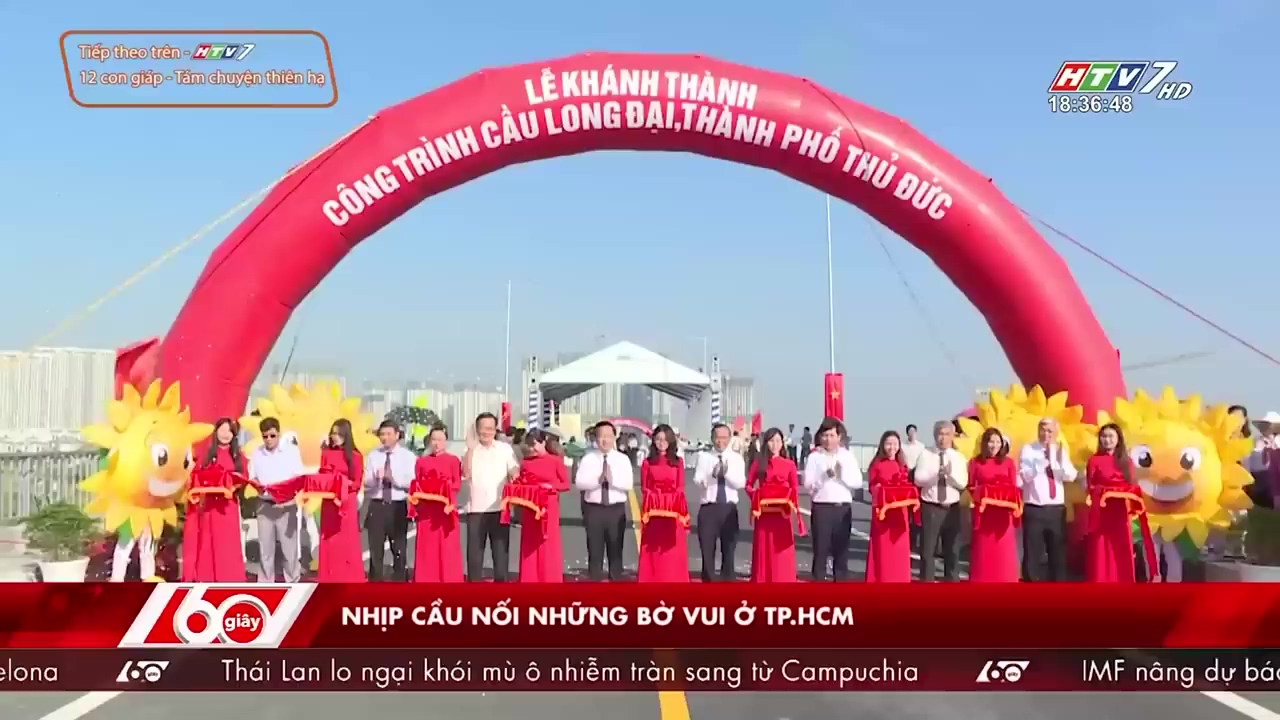 Tiếp theo trên - HTV7
12 con giáp - Tám chuyện thiên hạ
HTV7 HD
18:36:48
LỄ KHÁNH THÀNH
CÔNG TRÌNH CẦU LONG ĐẠI, THÀNH PHỐ THỦ ĐỨC
60 giây
NHỊP CẦU NỐI NHỮNG BỜ VUI Ở TP.HCM
elona 60 giây Thái Lan lo ngại khói mù ô nhiễm tràn sang từ Campuchia 60 giây IMF nâng dự báo